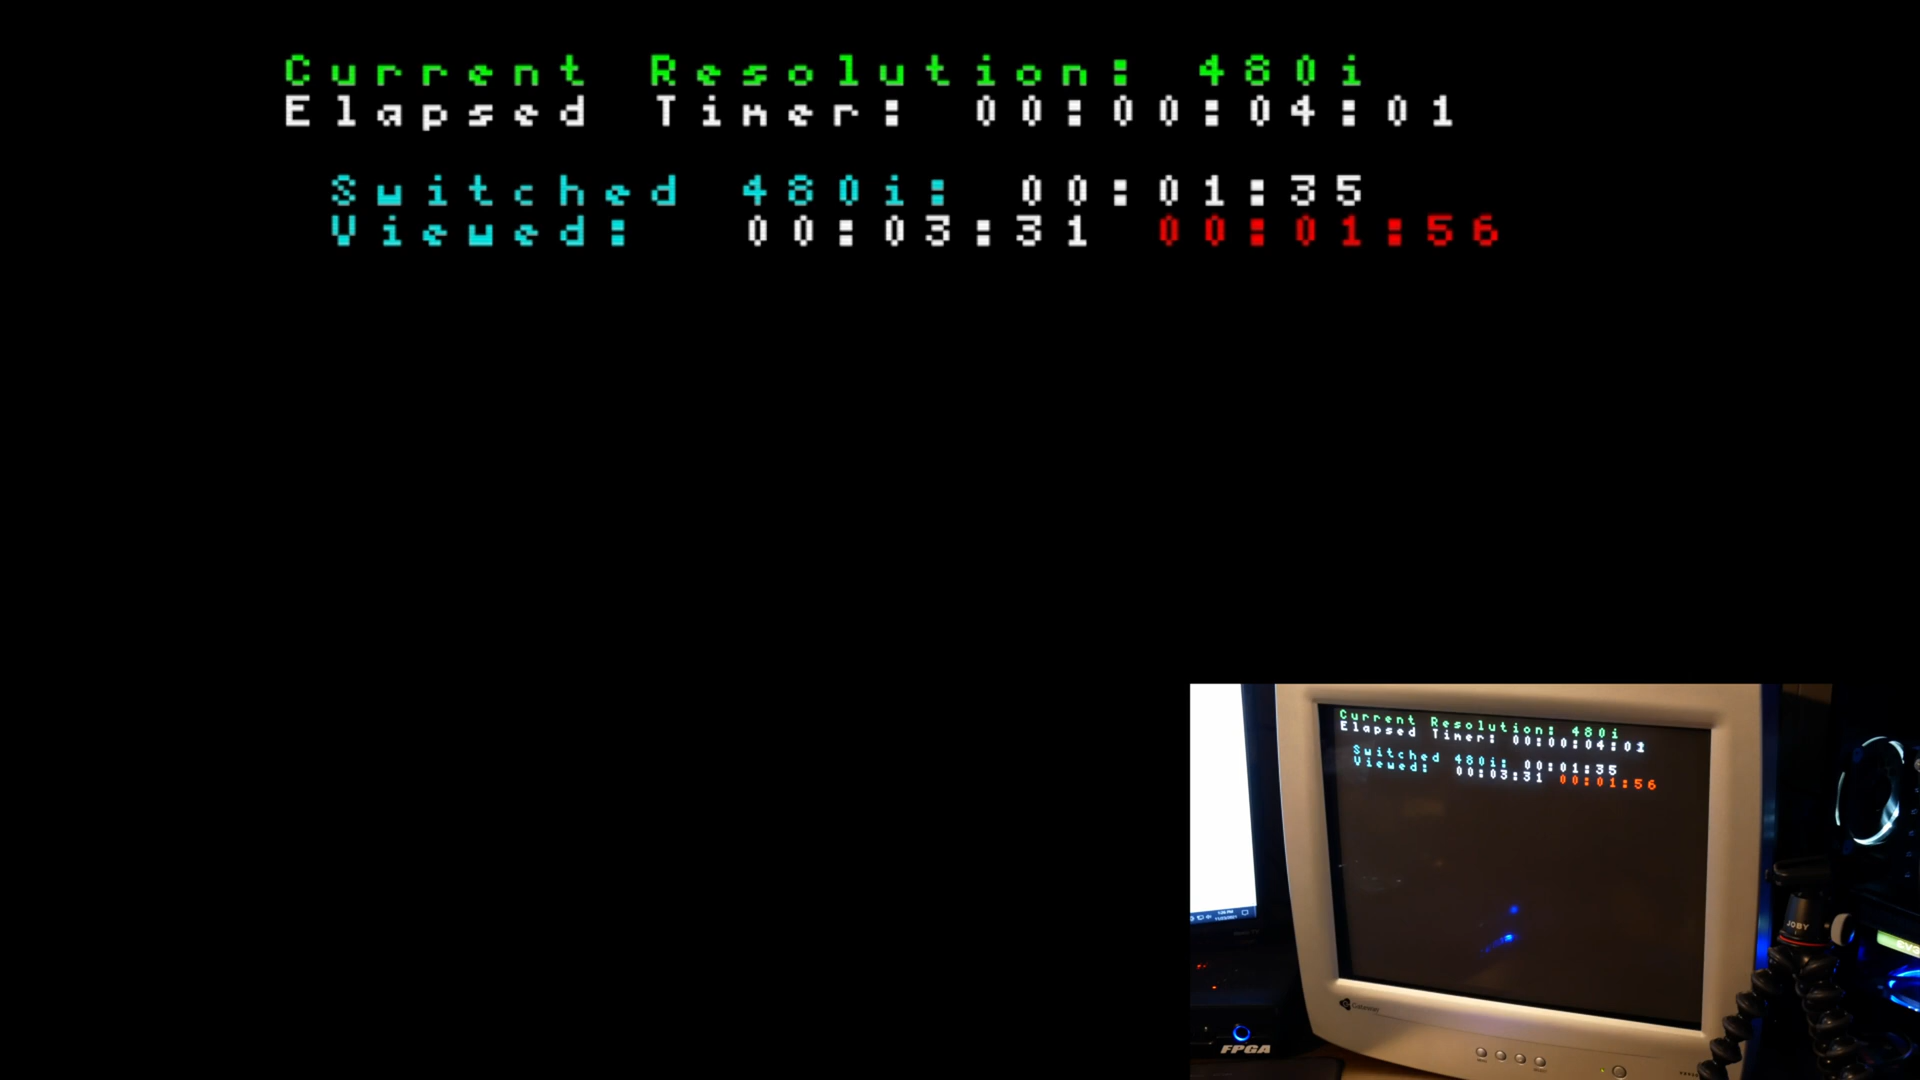 Current Resolution: 480i
Elapsed Timer: 00:00:04:01
Switched 480i: 00:01:35
Viewed: 00:03:31 00:01:56
Current Resolution: 480i
Elapsed Timer: 00:00:04:01
Switched 480i: 00:01:35
Viewed: 00:03:31 00:01:56
JOBY
FPGA